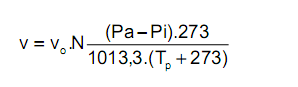 v = vₒ.N (Pa–Pi).273 / 1013,3.(Tₚ + 273)